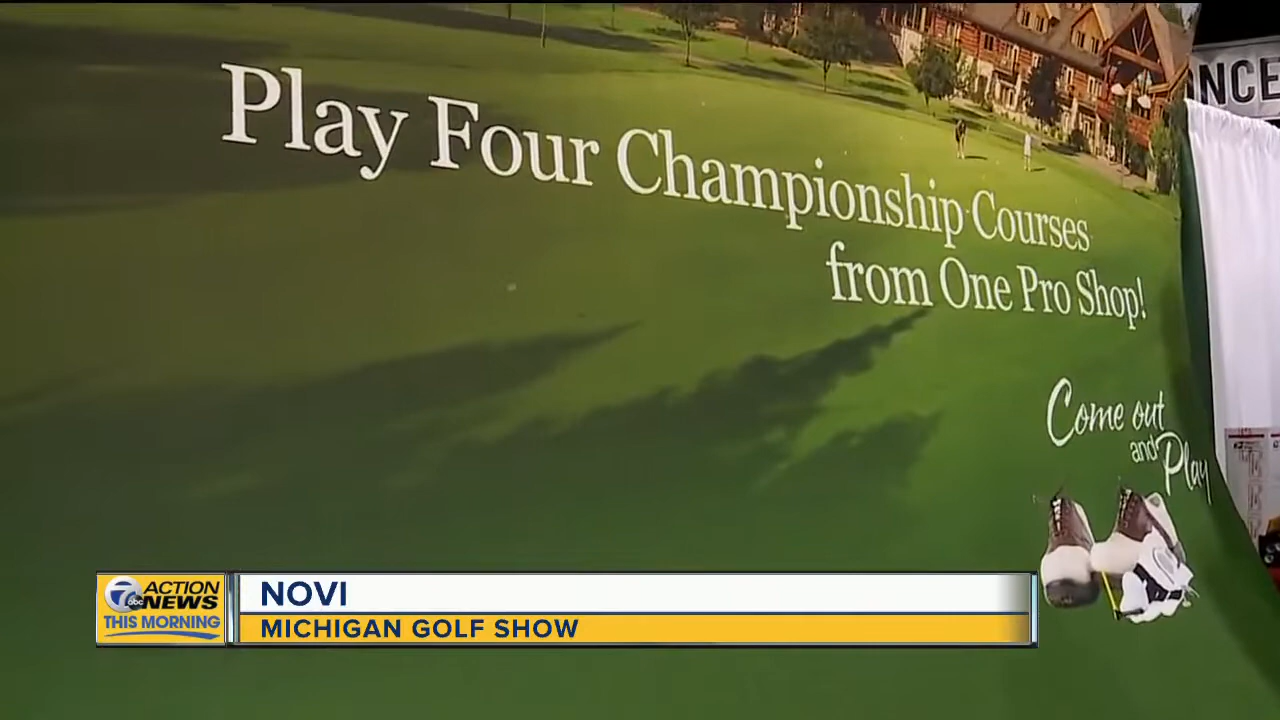 Play Four Championship Courses
from One Pro Shop!
NCE
Come out
and Play
7 abc ACTION NEWS
THIS MORNING
NOVI
MICHIGAN GOLF SHOW